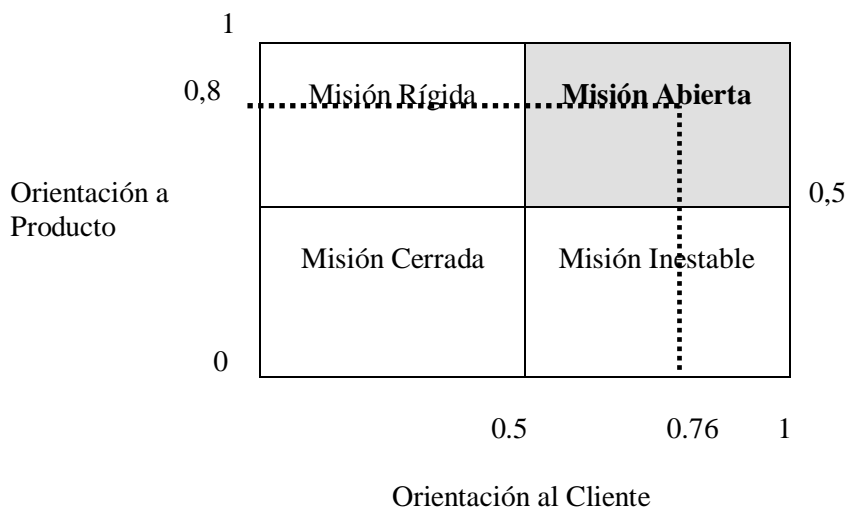 1
0,8
Misión Rígida
Misión Abierta
Orientación a
Producto
0,5
Misión Cerrada
Misión Inestable
0
0.5
0.76
1
Orientación al Cliente